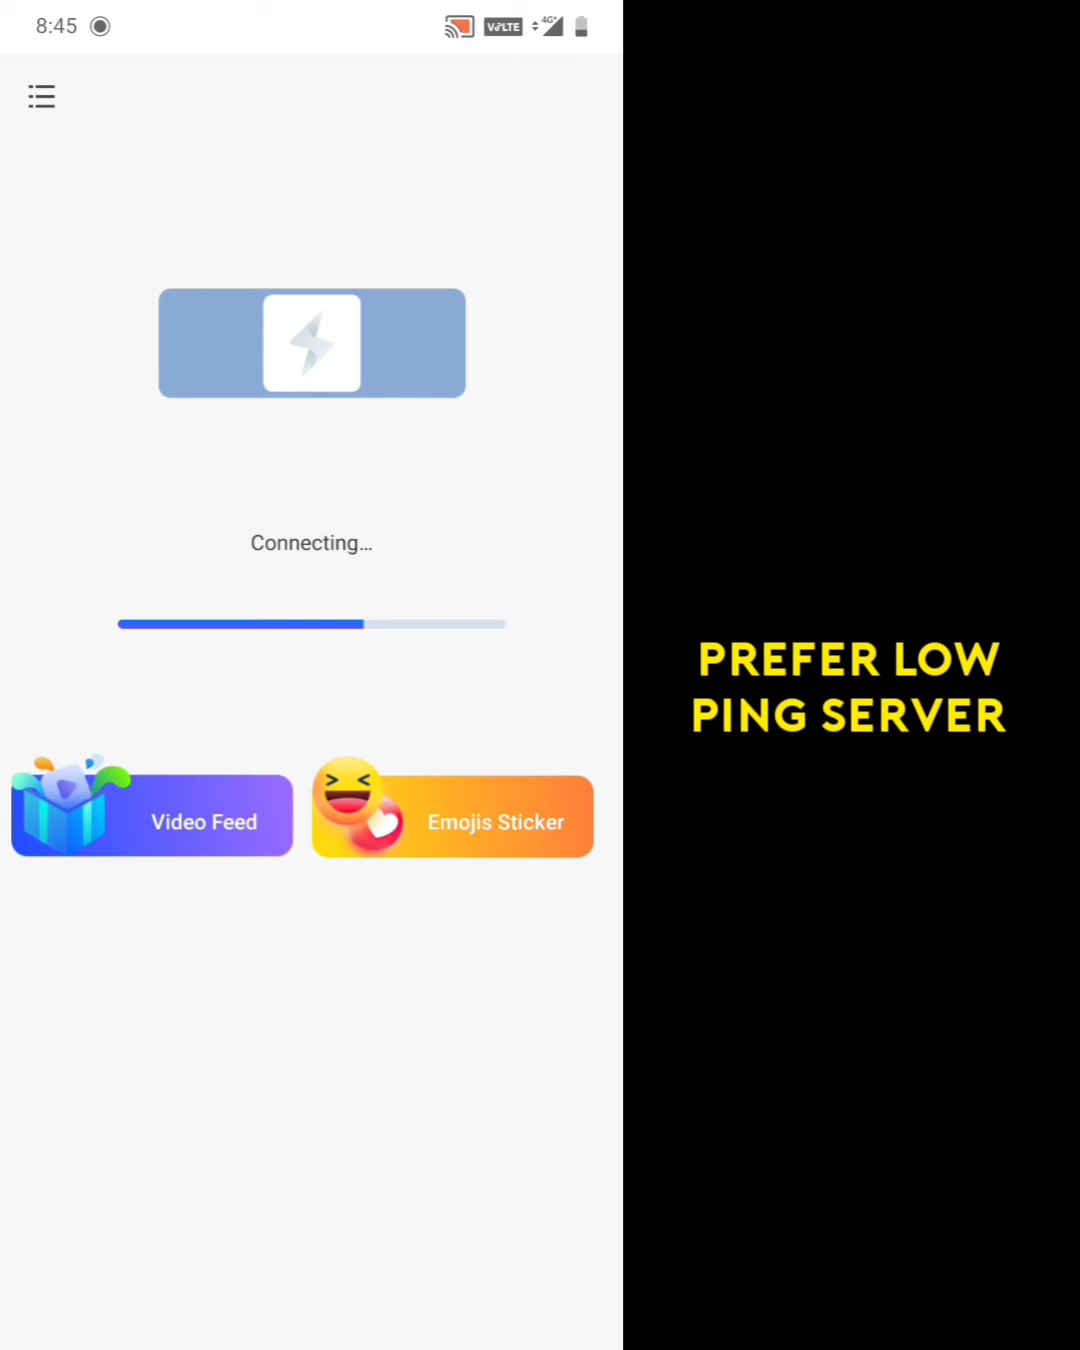 8:45
VoLTE
4G+
Connecting...
Video Feed
Emojis Sticker
PREFER LOW
PING SERVER